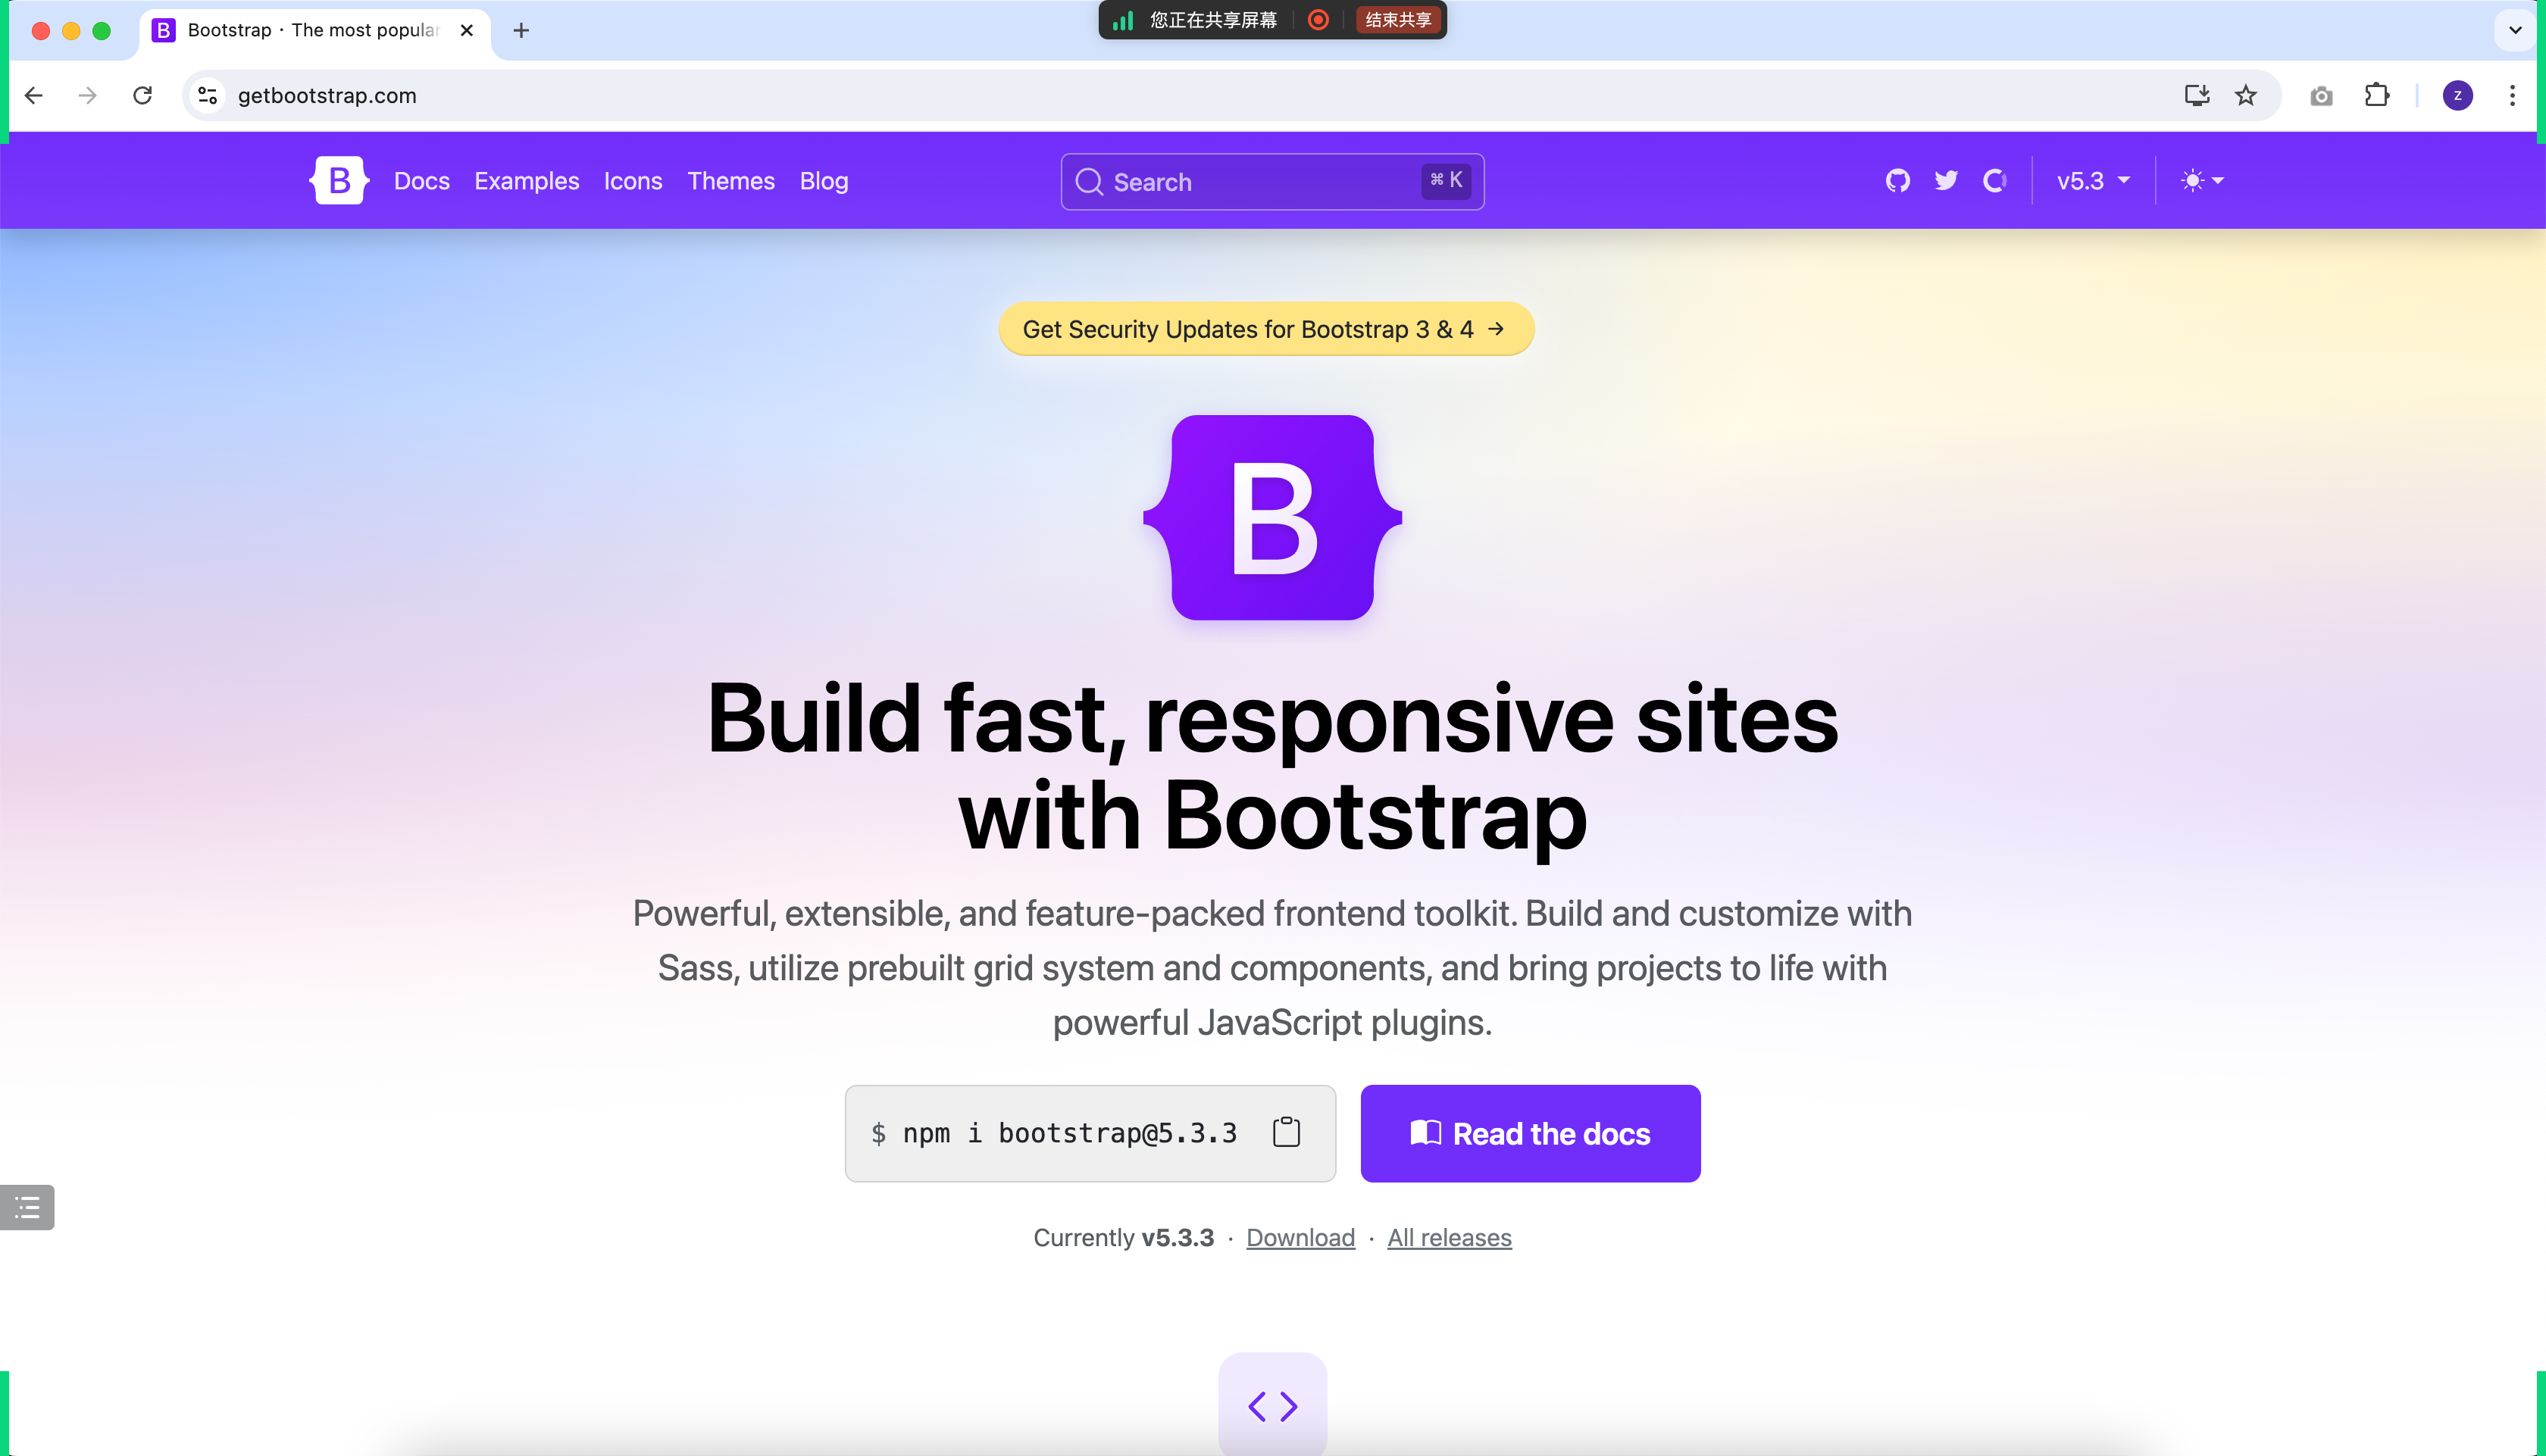 Bootstrap · The most popular
您正在共享屏幕
结束共享
getbootstrap.com
z
B
Docs Examples Icons Themes Blog
Search ⌘ K
v5.3
Get Security Updates for Bootstrap 3 & 4 →
B
Build fast, responsive sites
with Bootstrap
Powerful, extensible, and feature-packed frontend toolkit. Build and customize with
Sass, utilize prebuilt grid system and components, and bring projects to life with
powerful JavaScript plugins.
$ npm i bootstrap@5.3.3
Read the docs
Currently v5.3.3 · Download · All releases